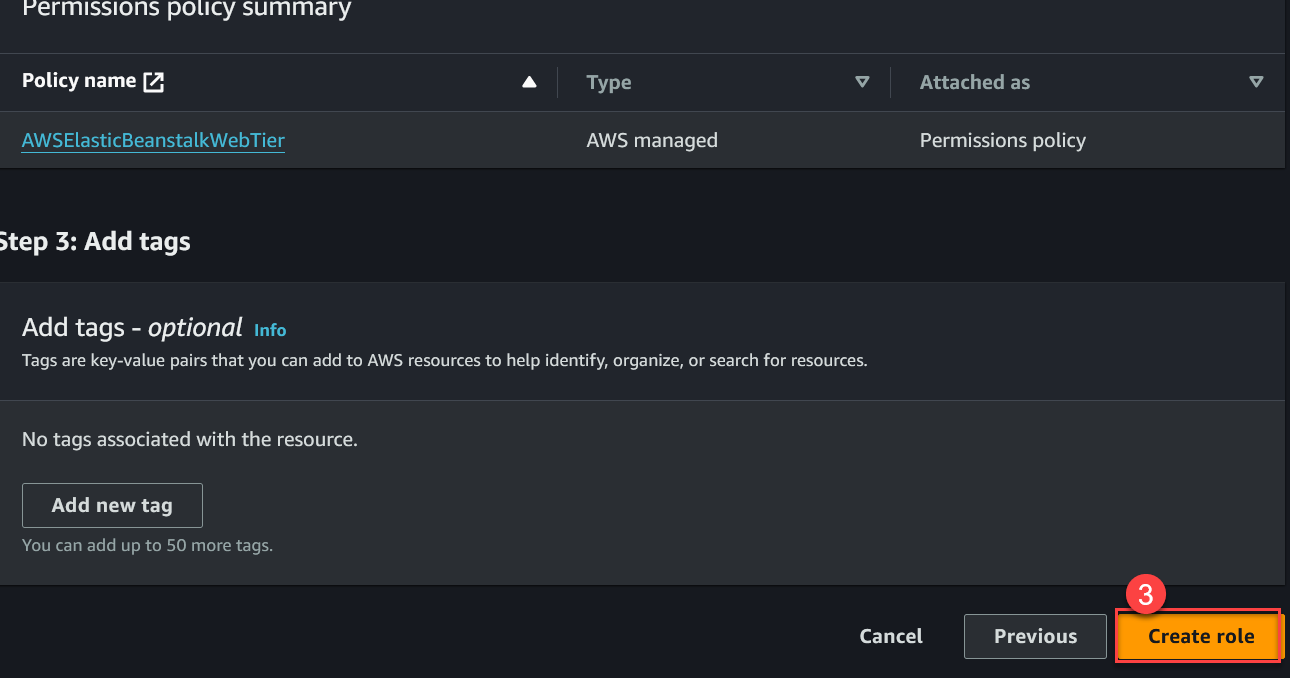 Permissions policy summary
Policy name Type Attached as
AWSElasticBeanstalkWebTier AWS managed Permissions policy
Step 3: Add tags
Add tags - optional Info
Tags are key-value pairs that you can add to AWS resources to help identify, organize, or search for resources.
No tags associated with the resource.
Add new tag
You can add up to 50 more tags.
3
Cancel Previous Create role